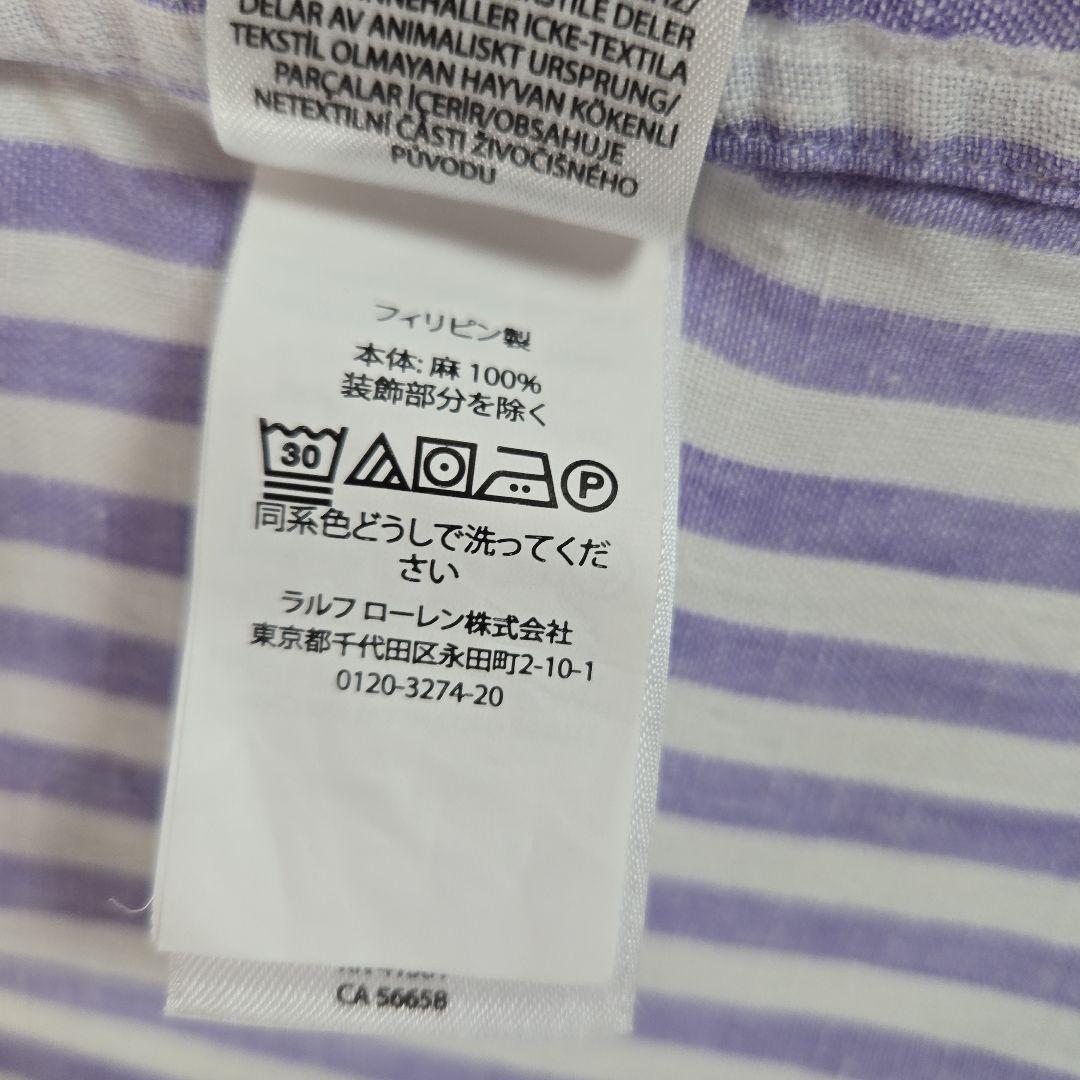 STILE DELER
INNEHÅLLER ICKE-TEXTILA
DELAR AV ANIMALISKT URSPRUNG/
TEKSTİL OLMAYAN HAYVAN KÖKENLİ
PARÇALAR İÇERİR/OBSAHUJE
NETEXTILNÍ ČÁSTI ŽIVOČIŠNÉHO
PŮVODU
フィリピン製
本体: 麻 100%
装飾部分を除く
30
P
同系色どうしで洗ってくだ
さい
ラルフ ローレン株式会社
東京都千代田区永田町2-10-1
0120-3274-20
CA 56658